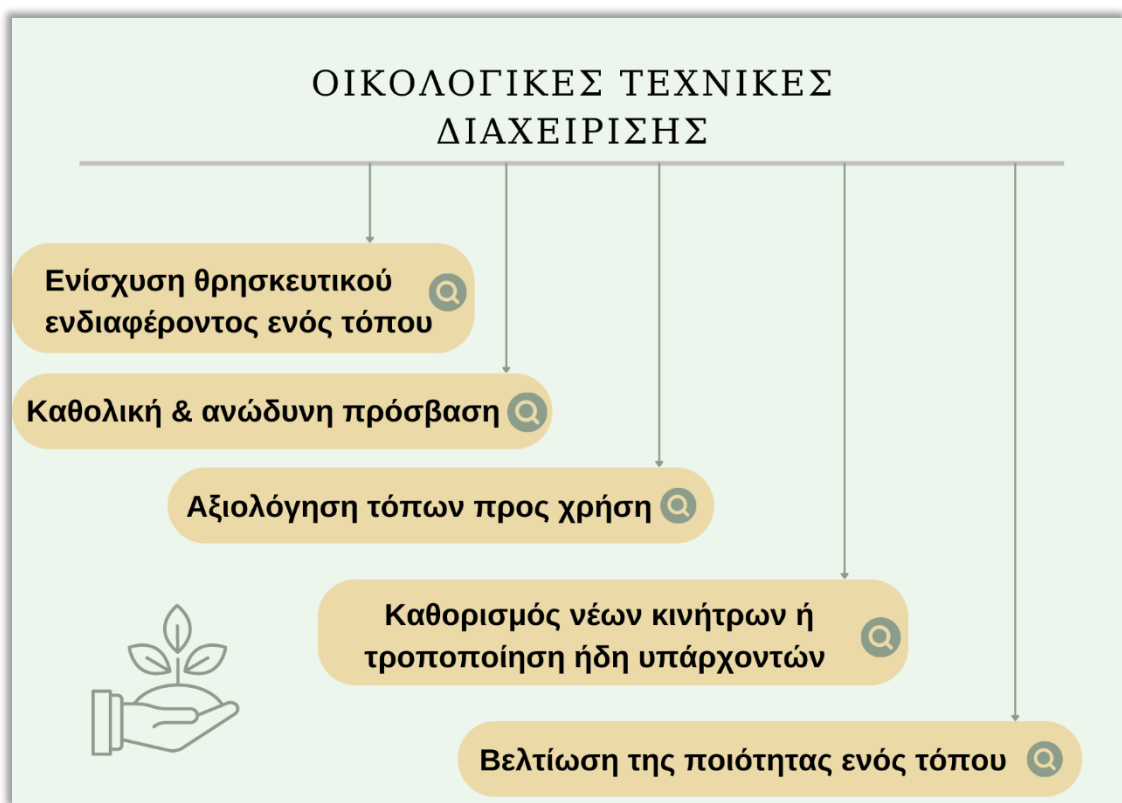 ΟΙΚΟΛΟΓΙΚΕΣ ΤΕΧΝΙΚΕΣ
ΔΙΑΧΕΙΡΙΣΗΣ
Ενίσχυση θρησκευτικού
ενδιαφέροντος ενός τόπου
Καθολική & ανώδυνη πρόσβαση
Αξιολόγηση τόπων προς χρήση
Καθορισμός νέων κινήτρων ή
τροποποίηση ήδη υπάρχοντών
Βελτίωση της ποιότητας ενός τόπου